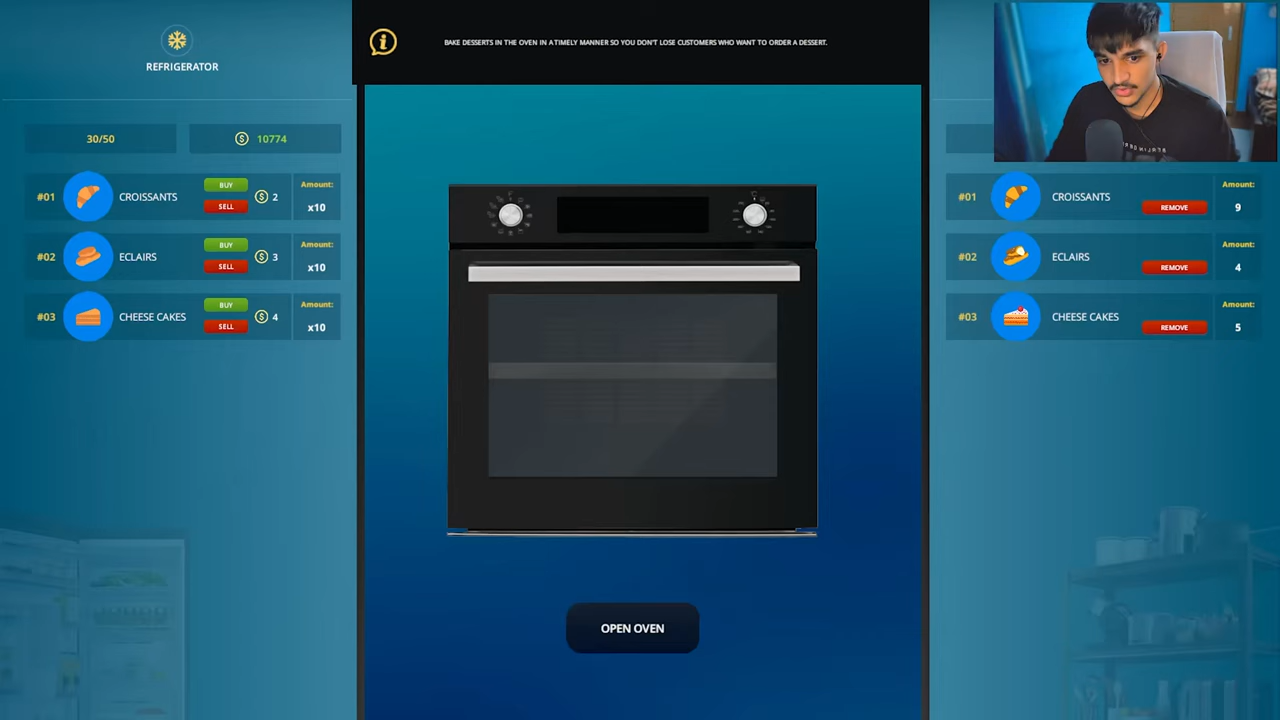 REFRIGERATOR
30/50
10774
#01 CROISSANTS BUY SELL 2 Amount: x10
#02 ECLAIRS BUY SELL 3 Amount: x10
#03 CHEESE CAKES BUY SELL 4 Amount: x10
BAKE DESSERTS IN THE OVEN IN A TIMELY MANNER SO YOU DON'T LOSE CUSTOMERS WHO WANT TO ORDER A DESSERT.
OPEN OVEN
#01 CROISSANTS REMOVE Amount: 9
#02 ECLAIRS REMOVE Amount: 4
#03 CHEESE CAKES REMOVE Amount: 5